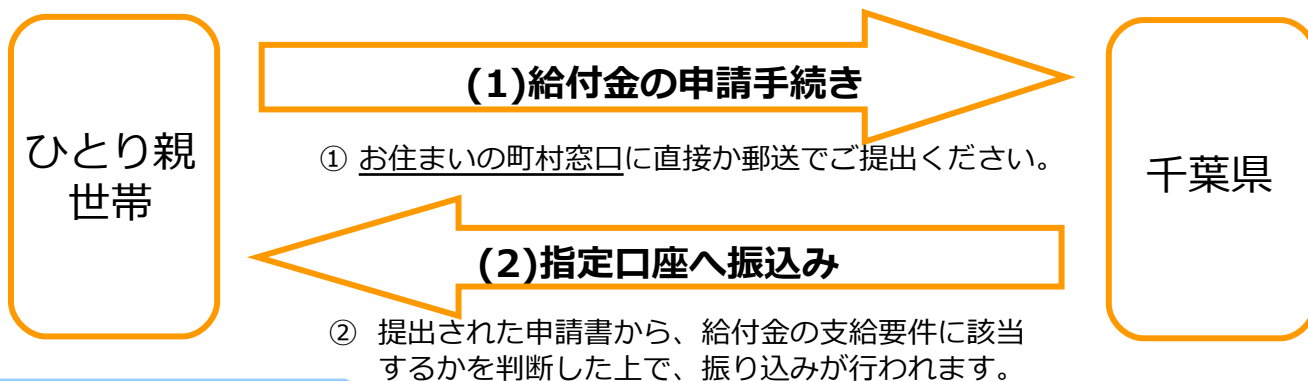 ひとり親
世帯
(1)給付金の申請手続き
① お住まいの町村窓口に直接か郵送でご提出ください。
(2)指定口座へ振込み
② 提出された申請書から、給付金の支給要件に該当
するかを判断した上で、振り込みが行われます。
千葉県